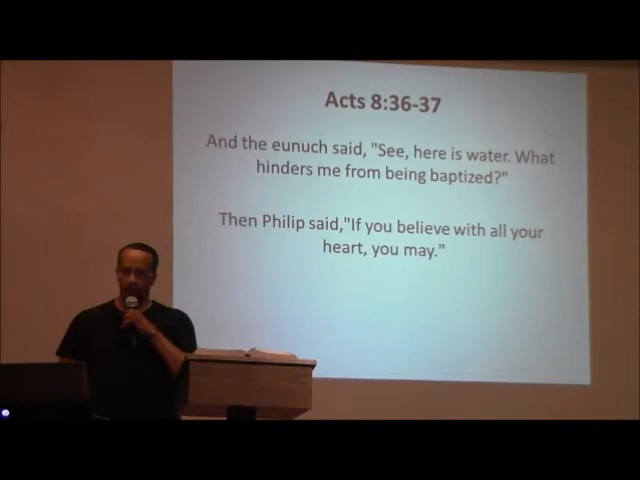 Acts 8:36-37
And the eunuch said, "See, here is water. What
hinders me from being baptized?"
Then Philip said,"If you believe with all your
heart, you may."